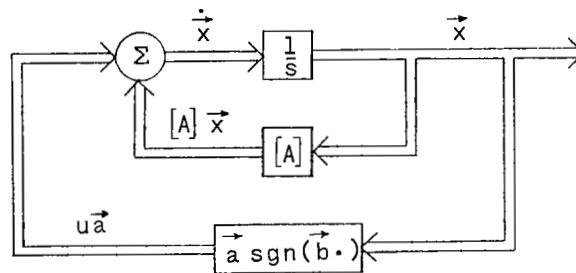 ẋ⃗
x⃗
Σ
1/s
[A] x⃗
[A]
ua⃗
a⃗ sgn(b⃗·)